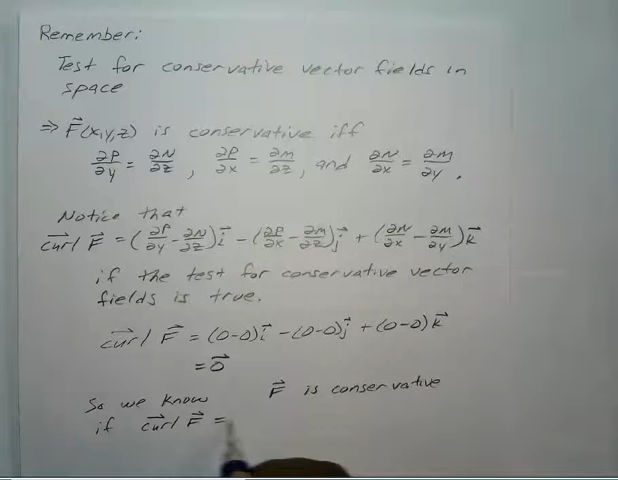 Remember:
Test for conservative vector fields in
space
⇒ F⃗(x,y,z) is conservative iff
∂P/∂y = ∂N/∂z , ∂P/∂x = ∂M/∂z , and ∂N/∂x = ∂M/∂y .
Notice that
curl F⃗ = (∂P/∂y - ∂N/∂z)i⃗ - (∂P/∂x - ∂M/∂z)j⃗ + (∂N/∂x - ∂M/∂y)k⃗
if the test for conservative vector
fields is true.
curl F⃗ = (0-0)i⃗ - (0-0)j⃗ + (0-0)k⃗
= 0⃗
So we know F⃗ is conservative
if curl F⃗ =